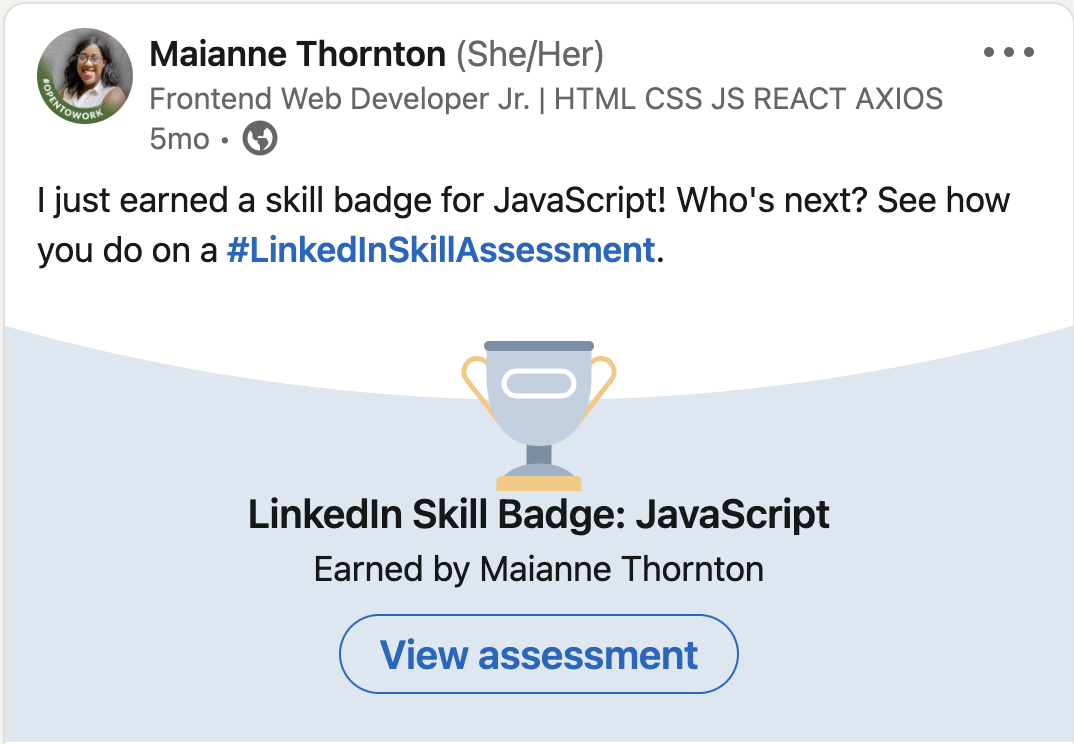 Maianne Thornton (She/Her)
#OPENTOWORK
Frontend Web Developer Jr. | HTML CSS JS REACT AXIOS
5mo •
I just earned a skill badge for JavaScript! Who's next? See how
you do on a #LinkedInSkillAssessment.
LinkedIn Skill Badge: JavaScript
Earned by Maianne Thornton
View assessment